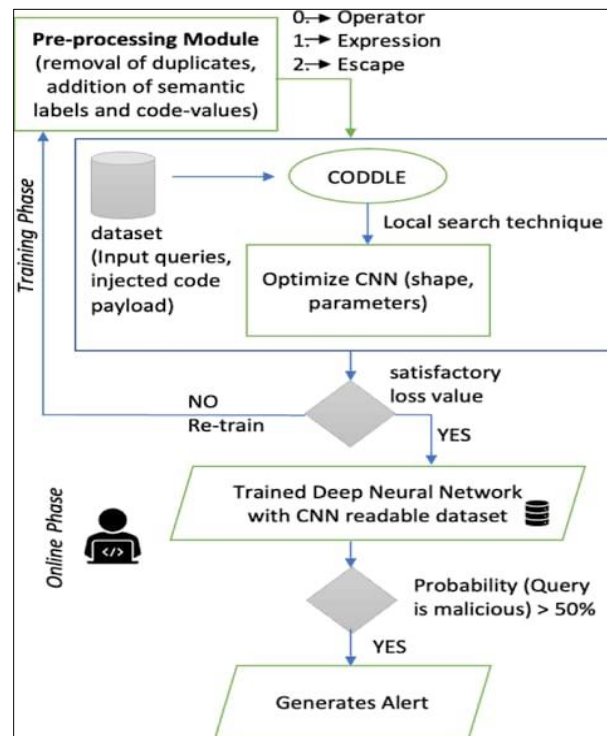 Pre-processing Module
(removal of duplicates,
addition of semantic
labels and code-values)
0. Operator
1. Expression
2. Escape
Training Phase
dataset
(Input queries,
injected code
payload)
CODDLE
Local search technique
Optimize CNN (shape,
parameters)
satisfactory
loss value
NO
Re-train
YES
Online Phase
</>
Trained Deep Neural Network
with CNN readable dataset
Probability (Query
is malicious) > 50%
YES
Generates Alert